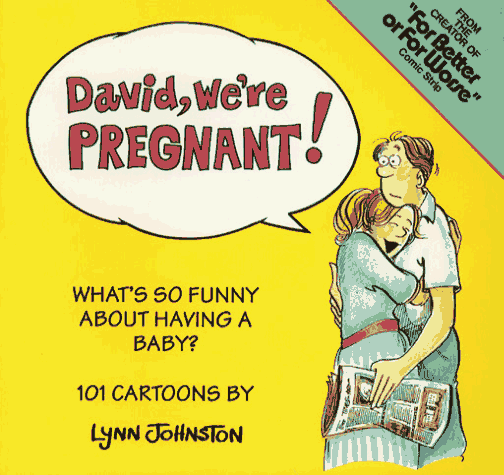 David, we're
PREGNANT!
FROM
THE
CREATOR OF
"For Better
or For Worse"
Comic Strip
WHAT'S SO FUNNY
ABOUT HAVING A
BABY?
101 CARTOONS BY
LYNN JOHNSTON